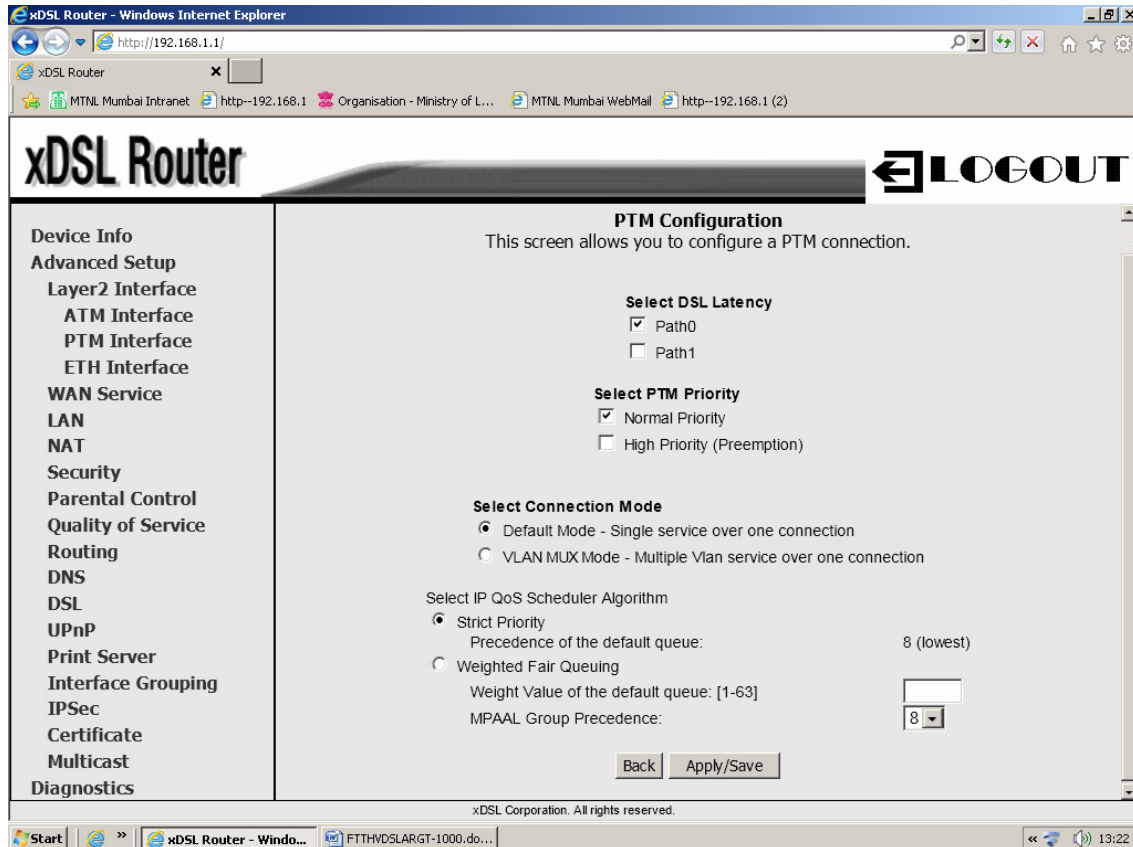 xDSL Router - Windows Internet Explorer
http://192.168.1.1/
xDSL Router
MTNL Mumbai Intranet http--192.168.1 Organisation - Ministry of L... MTNL Mumbai WebMail http--192.168.1 (2)
xDSL Router
LOGOUT
Device Info
Advanced Setup
Layer2 Interface
ATM Interface
PTM Interface
ETH Interface
WAN Service
LAN
NAT
Security
Parental Control
Quality of Service
Routing
DNS
DSL
UPnP
Print Server
Interface Grouping
IPSec
Certificate
Multicast
Diagnostics
PTM Configuration
This screen allows you to configure a PTM connection.
Select DSL Latency
Path0
Path1
Select PTM Priority
Normal Priority
High Priority (Preemption)
Select Connection Mode
Default Mode - Single service over one connection
VLAN MUX Mode - Multiple Vlan service over one connection
Select IP QoS Scheduler Algorithm
Strict Priority
Precedence of the default queue: 8 (lowest)
Weighted Fair Queuing
Weight Value of the default queue: [1-63]
MPAAL Group Precedence: 8
Back Apply/Save
xDSL Corporation. All rights reserved.
Start xDSL Router - Windo... FTTHVDSLARGT-1000.do... 13:22